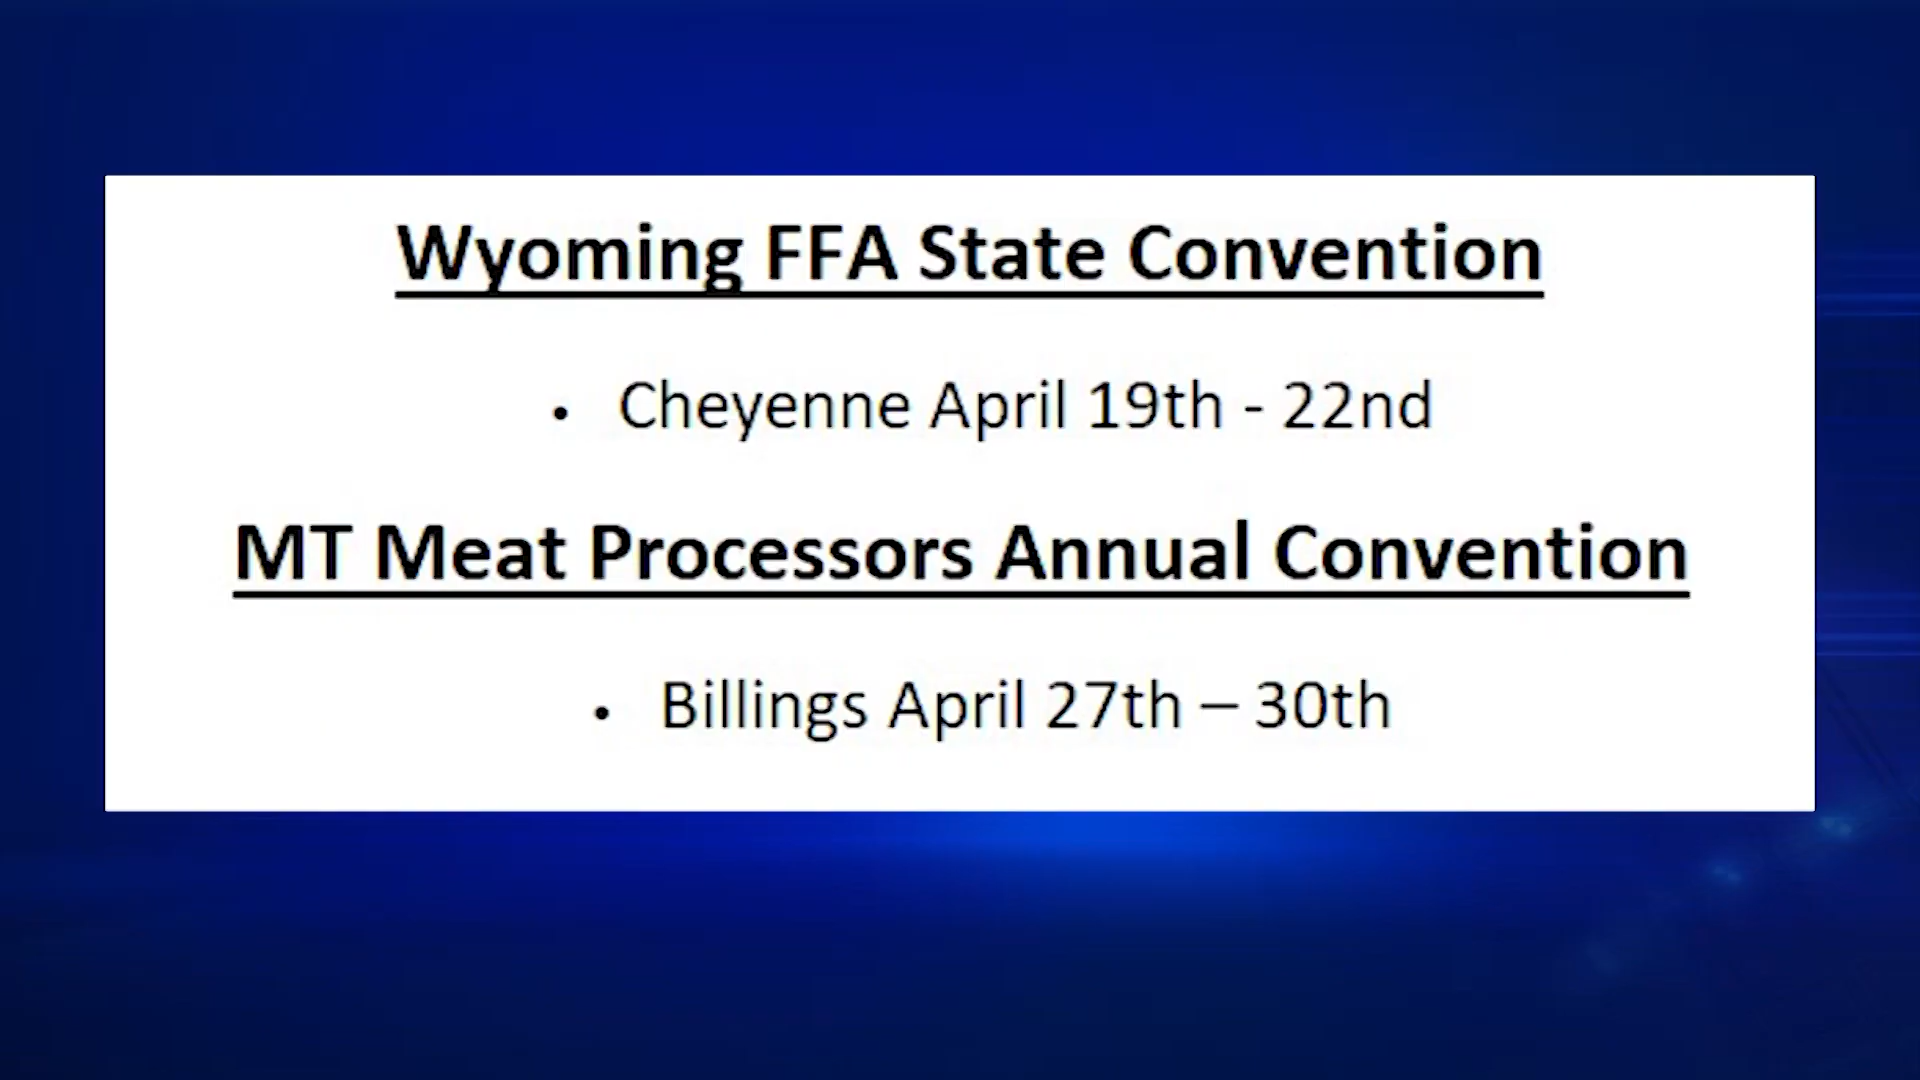 Wyoming FFA State Convention
• Cheyenne April 19th - 22nd
MT Meat Processors Annual Convention
• Billings April 27th – 30th